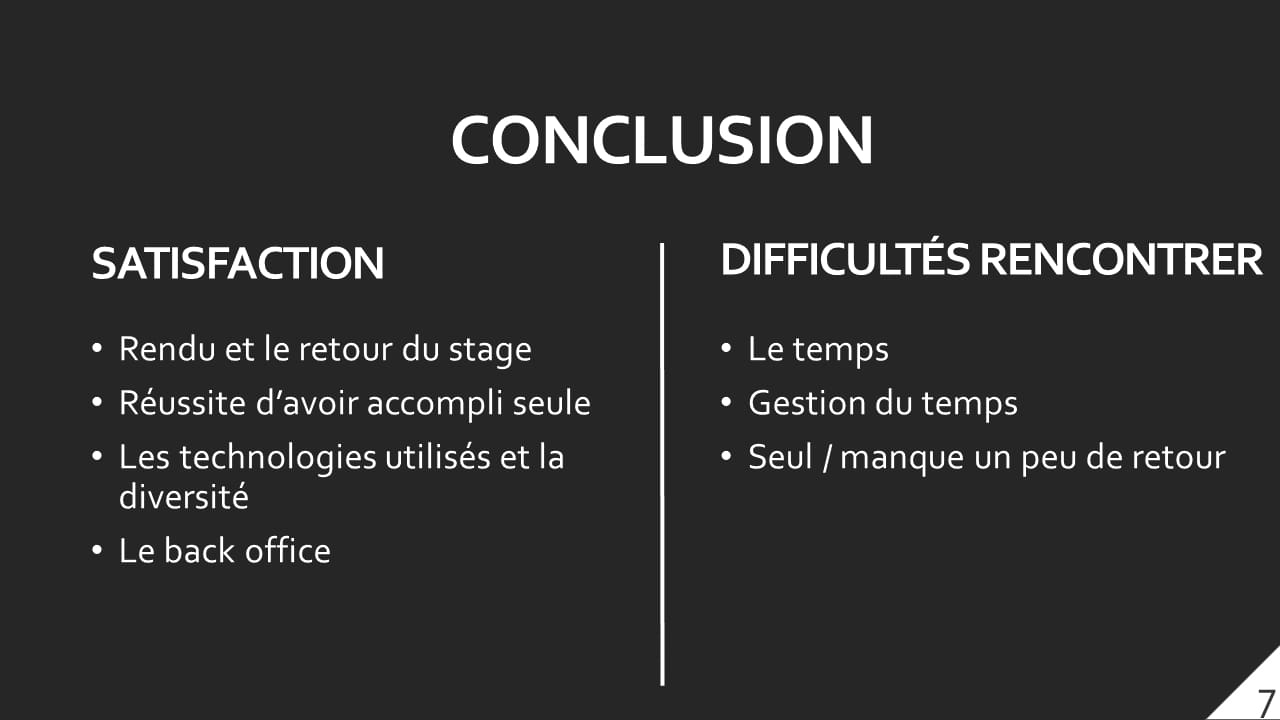 CONCLUSION
SATISFACTION
• Rendu et le retour du stage
• Réussite d’avoir accompli seule
• Les technologies utilisés et la
diversité
• Le back office
DIFFICULTÉS RENCONTRER
• Le temps
• Gestion du temps
• Seul / manque un peu de retour
7